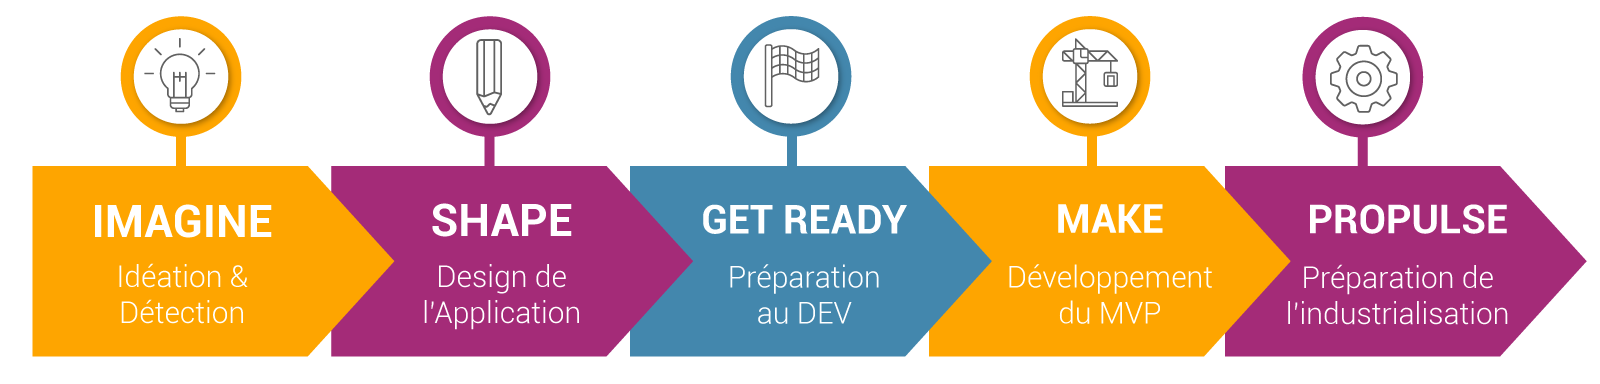 IMAGINE
Idéation &
Détection
SHAPE
Design de
l'Application
GET READY
Préparation
au DEV
MAKE
Développement
du MVP
PROPULSE
Préparation de
l'industrialisation